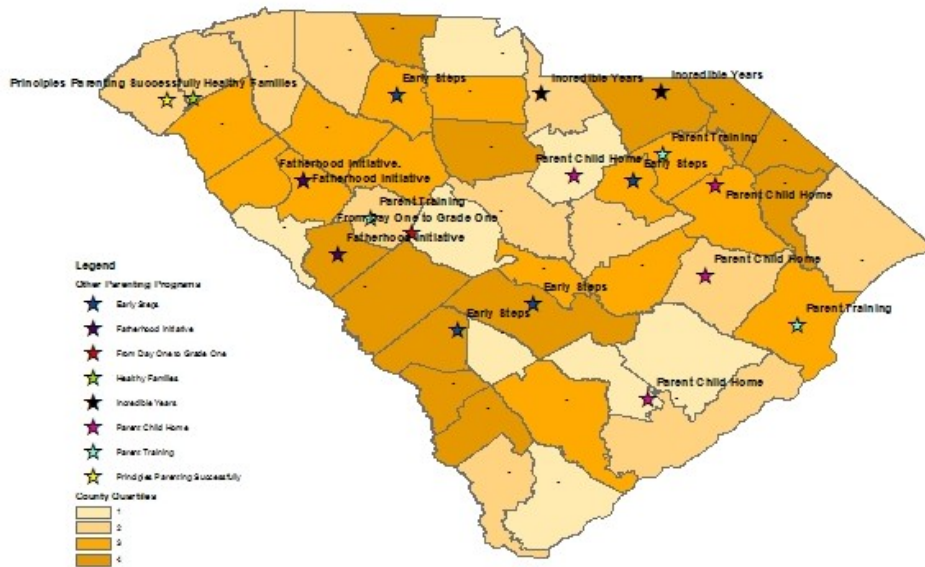 Early Steps
Incredible Years
Incredible Years
Principles Parenting Successfully
Healthy Families
Parent Training
Parent Child Home
Early Steps
Fatherhood Initiative.
Fatherhood Initiative
Parent Child Home
Parent Training
From Day One to Grade One
Fatherhood Initiative
Parent Child Home
Early Steps
Parent Training
Early Steps
Parent Child Home
Legend
Other Parenting Programs
Early Steps
Fatherhood Initiative
From Day One to Grade One
Healthy Families
Incredible Years
Parent Child Home
Parent Training
Principles Parenting Successfully
County Quartiles
1
2
3
4